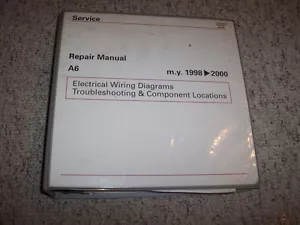 Service
Repair Manual
A6
m.y. 1998▶2000
Electrical Wiring Diagrams
Troubleshooting & Component Locations